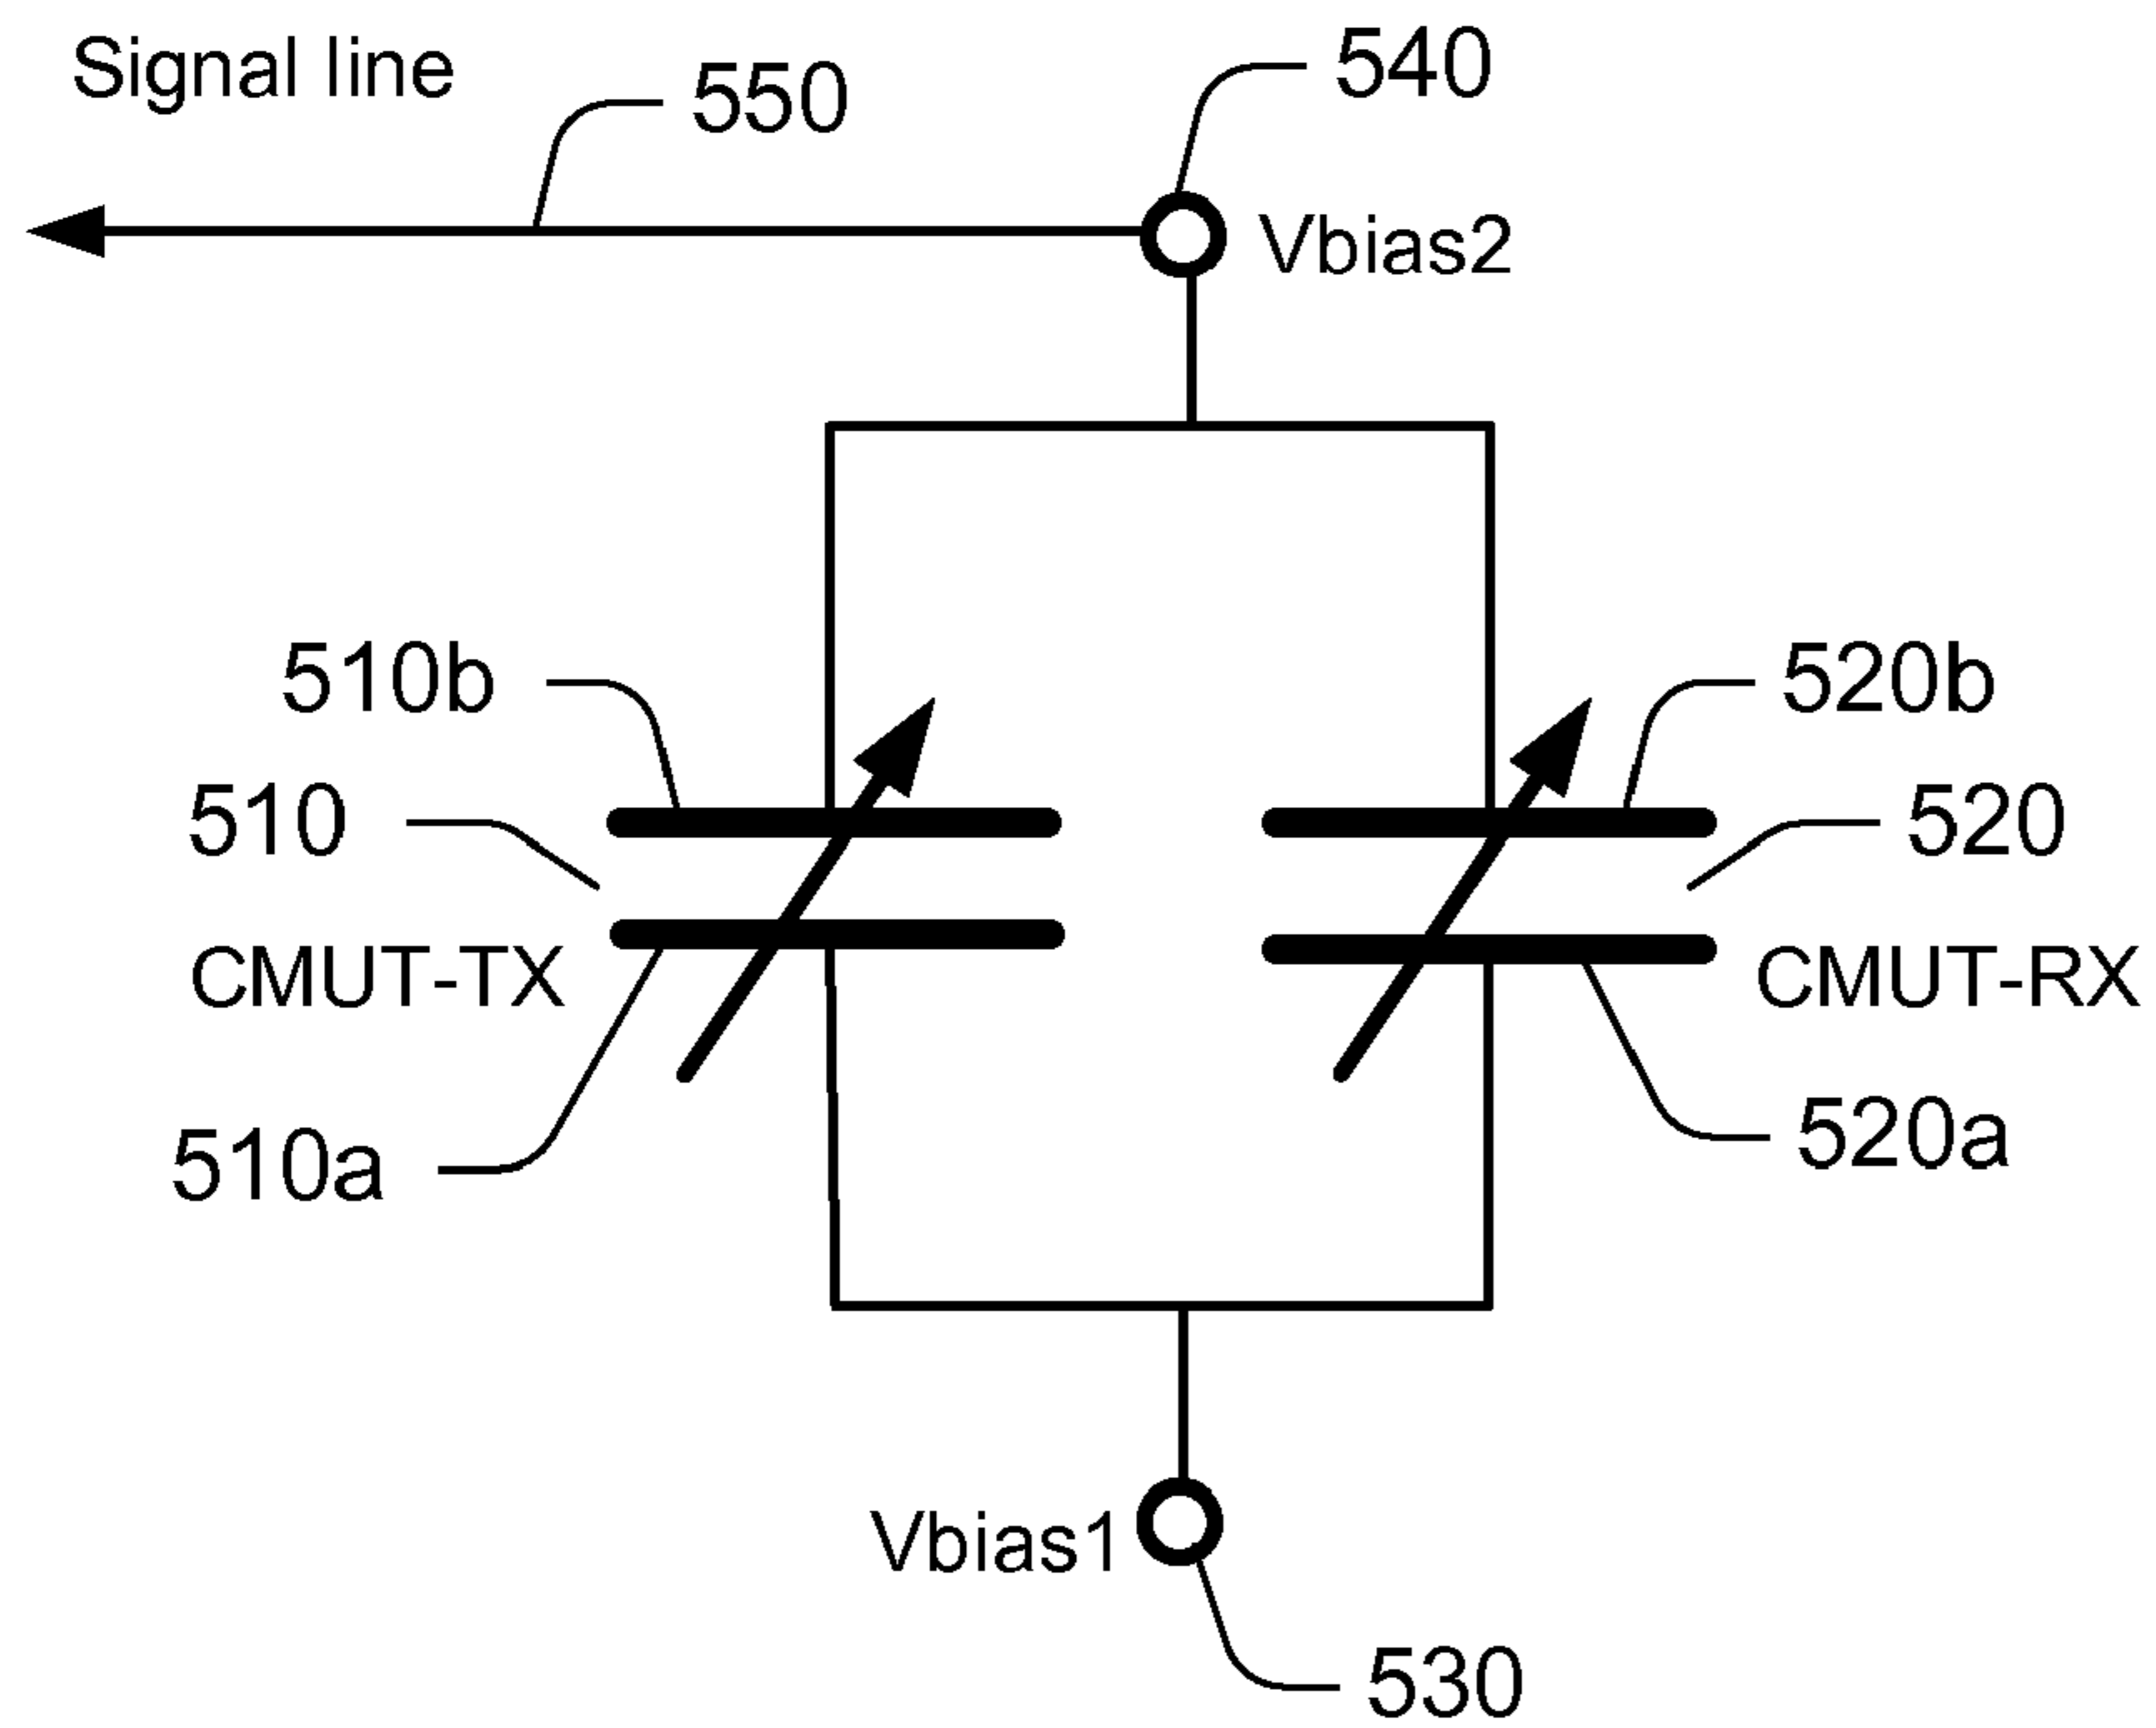 Signal line
550
540
Vbias2
510b
520b
510
520
CMUT-TX
CMUT-RX
510a
520a
Vbias1
530